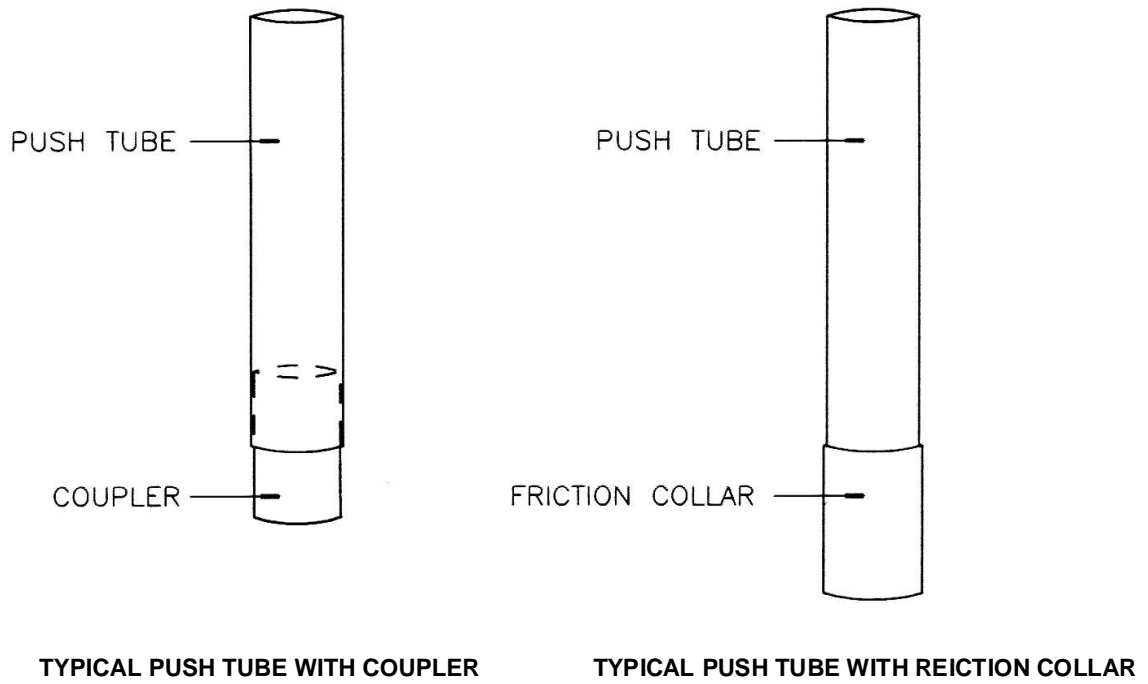 PUSH TUBE
COUPLER
TYPICAL PUSH TUBE WITH COUPLER
PUSH TUBE
FRICTION COLLAR
TYPICAL PUSH TUBE WITH REICTION COLLAR